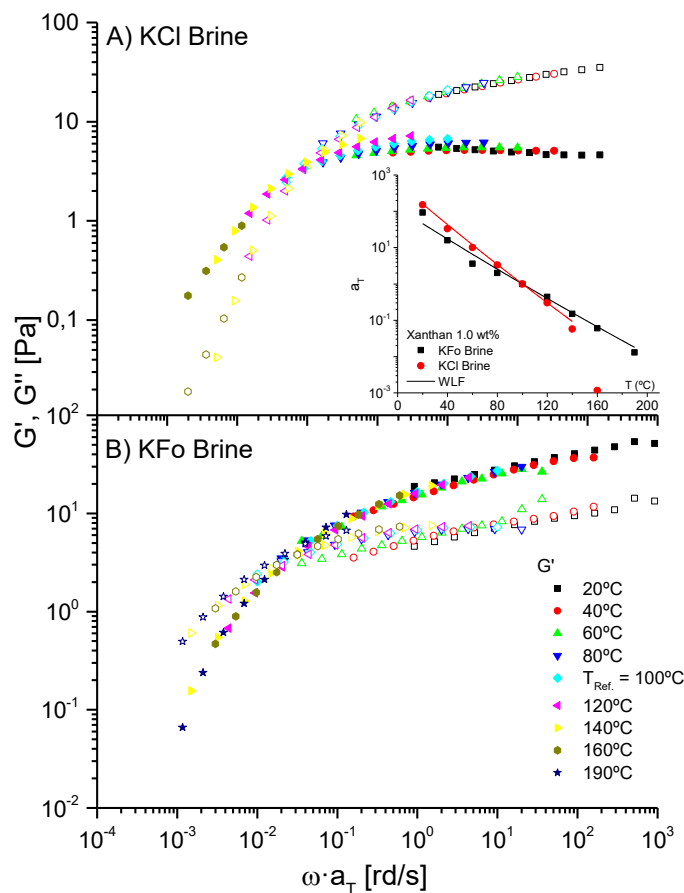 A) KCl Brine
100
10
1
0,1
10²
10³
10¹
10⁻¹
10⁻³
a_T
Xanthan 1.0 wt%
KFo Brine
KCl Brine
WLF
T (ºC)
0 40 80 120 160 200
G', G'' [Pa]
B) KFo Brine
10¹
10⁰
10⁻¹
10⁻²
G'
20ºC
40ºC
60ºC
80ºC
T_Ref. = 100ºC
120ºC
140ºC
160ºC
190ºC
10⁻⁴ 10⁻³ 10⁻² 10⁻¹ 10⁰ 10¹ 10² 10³
ω·a_T [rd/s]